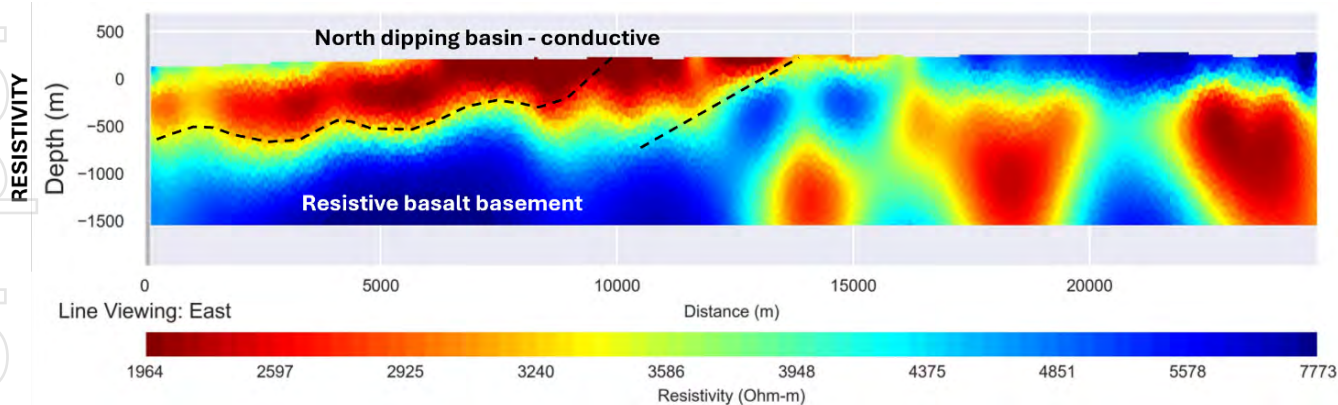 North dipping basin - conductive
Resistive basalt basement
RESISTIVITY
Depth (m)
500
0
−500
−1000
−1500
0 5000 10000 15000 20000
Line Viewing: East
Distance (m)
1964 2597 2925 3240 3586 3948 4375 4851 5578 7773
Resistivity (Ohm-m)